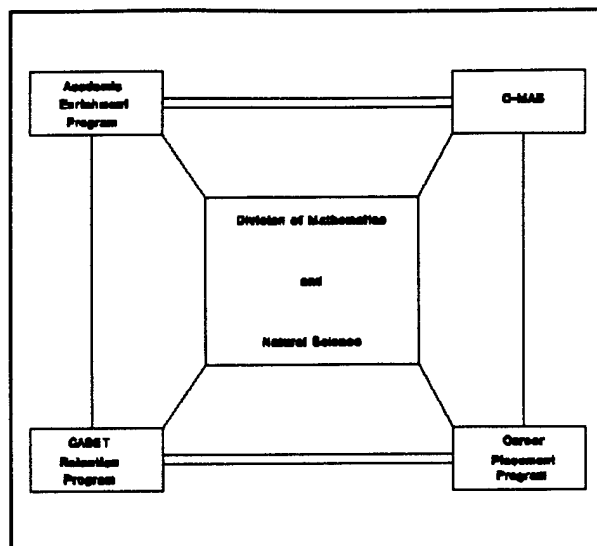 Academic
Enrichment
Program
C-MAS
Division of Mathematics
and
Natural Science
CASET
Retention
Program
Career
Placement
Program